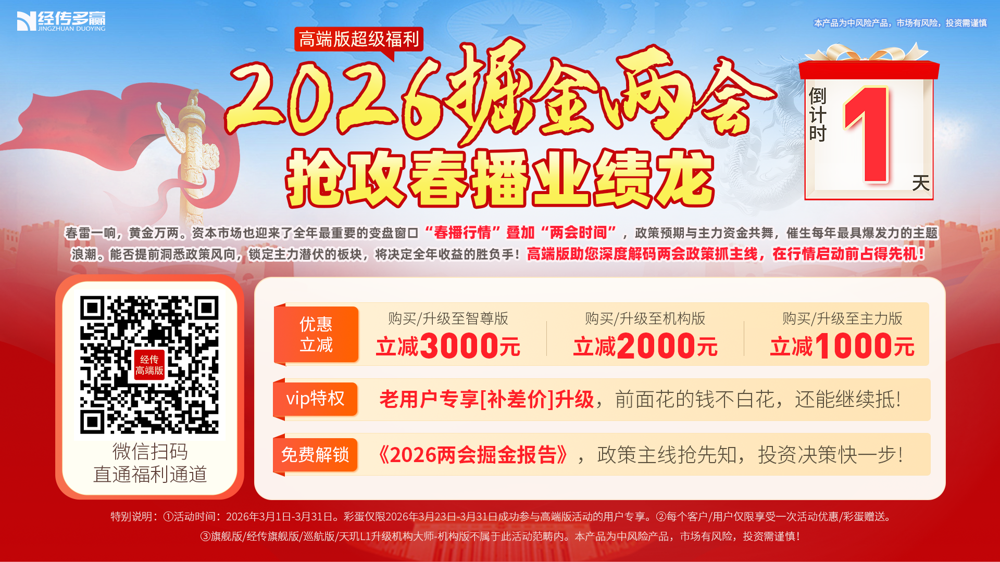 经传多赢
JINGZHUAN DUOYING
本产品为中风险产品，市场有风险，投资需谨慎
高端版超级福利
2026掘金两会
抢攻春播业绩龙
倒计时
1
天
春雷一响，黄金万两。资本市场也迎来了全年最重要的变盘窗口“春播行情”叠加“两会时间”，政策预期与主力资金共舞，催生每年最具爆发力的主题
浪潮。能否提前洞悉政策风向，锁定主力潜伏的板块，将决定全年收益的胜负手！高端版助您深度解码两会政策抓主线，在行情启动前占得先机！
经传
高端版
微信扫码
直通福利通道
优惠
立减
购买/升级至智尊版
立减3000元
购买/升级至机构版
立减2000元
购买/升级至主力版
立减1000元
vip特权
老用户专享[补差价]升级，前面花的钱不白花，还能继续抵！
免费解锁
《2026两会掘金报告》，政策主线抢先知，投资决策快一步！
特别说明：①活动时间：2026年3月1日-3月31日。彩蛋仅限2026年3月23日-3月31日成功参与高端版活动的用户专享。②每个客户/用户仅限享受一次活动优惠/彩蛋赠送。
③旗舰版/经传旗舰版/巡航版/天玑L1升级机构大师-机构版不属于此活动范畴内。本产品为中风险产品，市场有风险，投资需谨慎！